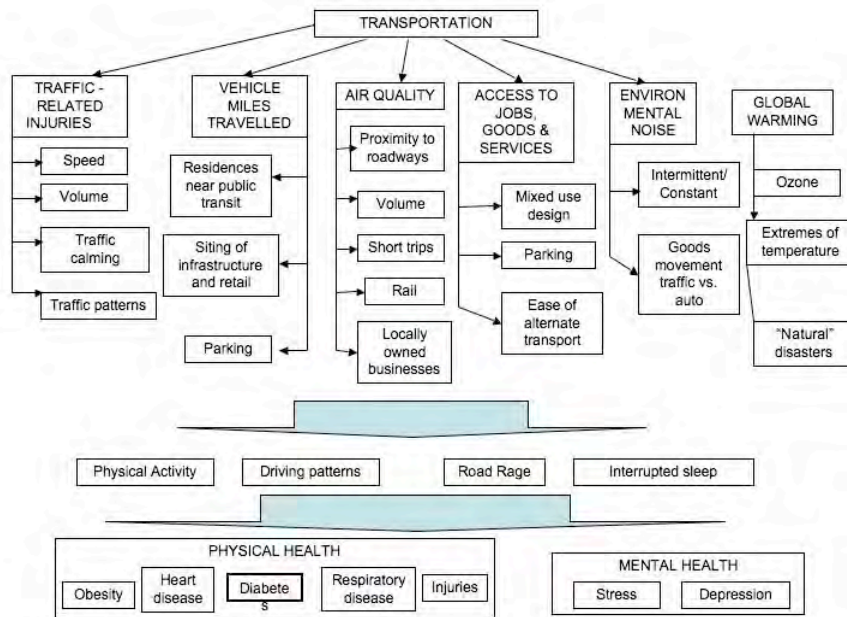 TRANSPORTATION
TRAFFIC -
RELATED
INJURIES
Speed
Volume
Traffic
calming
Traffic patterns
VEHICLE
MILES
TRAVELLED
Residences
near public
transit
Siting of
infrastructure
and retail
Parking
AIR QUALITY
Proximity to
roadways
Volume
Short trips
Rail
Locally
owned
businesses
ACCESS TO
JOBS,
GOODS &
SERVICES
Mixed use
design
Parking
Ease of
alternate
transport
ENVIRON
MENTAL
NOISE
Intermittent/
Constant
Goods
movement
traffic vs.
auto
GLOBAL
WARMING
Ozone
Extremes of
temperature
"Natural"
disasters
Physical Activity
Driving patterns
Road Rage
Interrupted sleep
PHYSICAL HEALTH
Obesity
Heart
disease
Diabete
s
Respiratory
disease
Injuries
MENTAL HEALTH
Stress
Depression